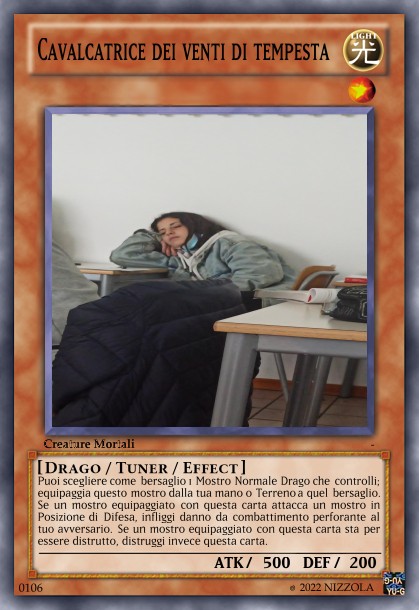 Cavalcatrice dei venti di tempesta
LIGHT
光
Creature Mortali -
[Drago / Tuner / Effect]
Puoi scegliere come bersaglio 1 Mostro Normale Drago che controlli;
equipaggia questo mostro dalla tua mano o Terreno a quel bersaglio.
Se un mostro equipaggiato con questa carta attacca un mostro in
Posizione di Difesa, infliggi danno da combattimento perforante al
tuo avversario. Se un mostro equipaggiato con questa carta sta per
essere distrutto, distruggi invece questa carta.
ATK / 500 DEF / 200
0106
© 2022 NIZZOLA